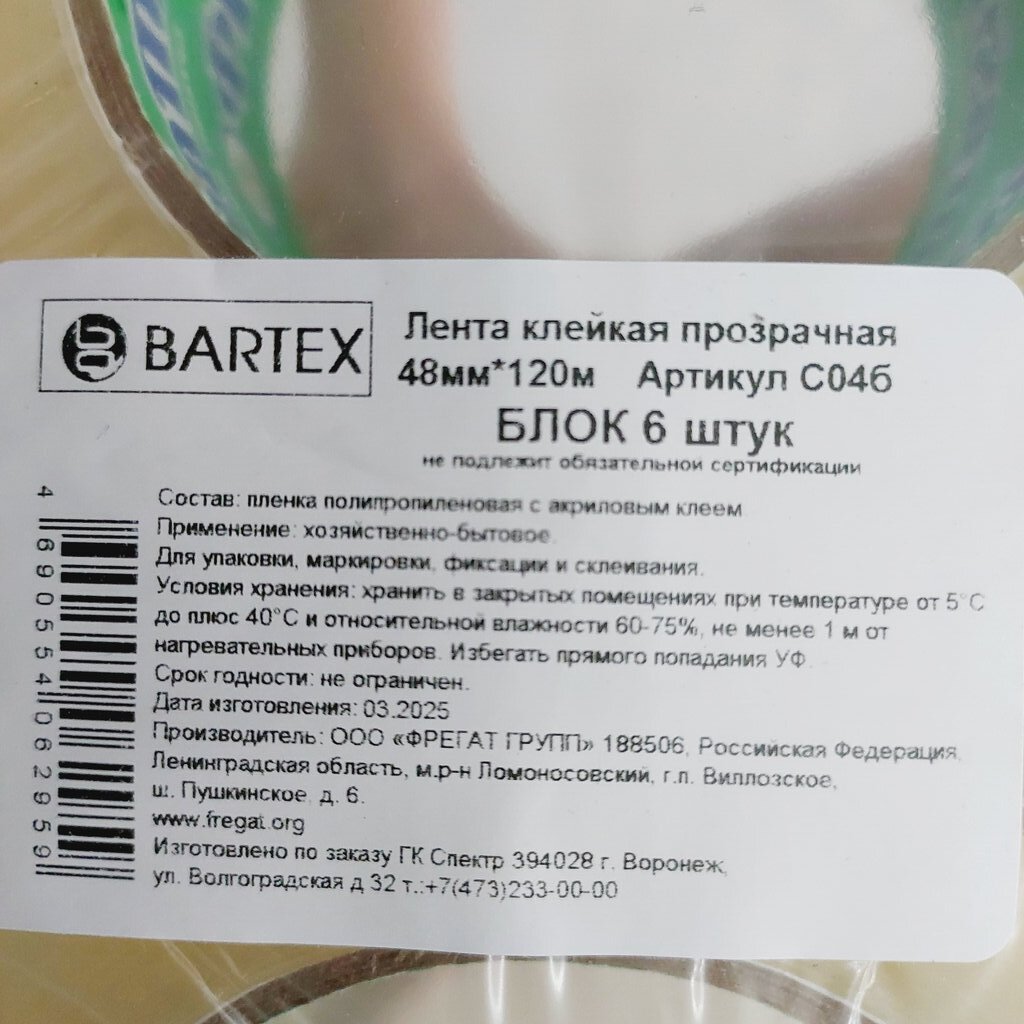 BARTEX
Лента клейкая прозрачная
48мм*120м Артикул С04б
БЛОК 6 штук
не подлежит обязательной сертификации
Состав: пленка полипропиленовая с акриловым клеем
Применение: хозяйственно-бытовое.
Для упаковки, маркировки, фиксации и склеивания.
Условия хранения: хранить в закрытых помещениях при температуре от 5°С
до плюс 40°С и относительной влажности 60-75%, не менее 1 м от
нагревательных приборов. Избегать прямого попадания УФ.
Срок годности: не ограничен.
Дата изготовления: 03.2025
Производитель: ООО «ФРЕГАТ ГРУПП» 188506, Российская Федерация,
Ленинградская область, м.р-н Ломоносовский, г.п. Виллозское,
ш. Пушкинское, д. 6.
www.fregat.org
Изготовлено по заказу ГК Спектр 394028 г. Воронеж,
ул. Волгоградская д 32 т.:+7(473)233-00-00
4 690554 062959